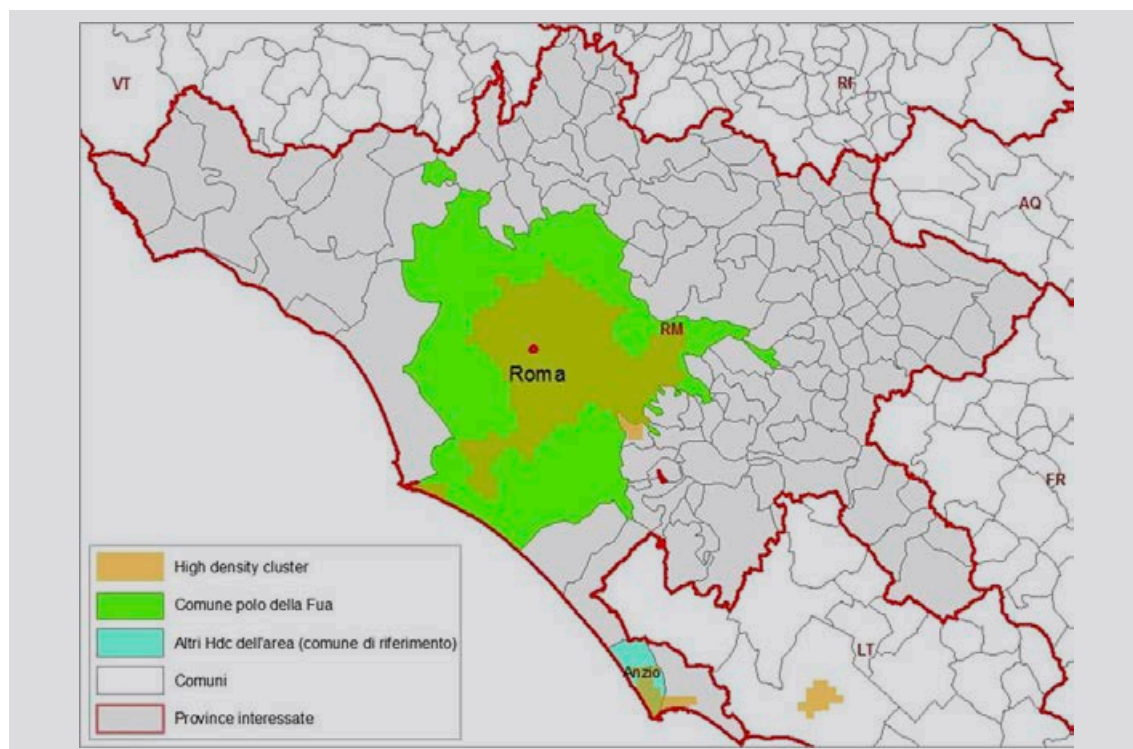 VT
RI
AQ
RM
Roma
FR
LT
Anzio
High density cluster
Comune polo della Fua
Altri Hdc dell'area (comune di riferimento)
Comuni
Province interessate